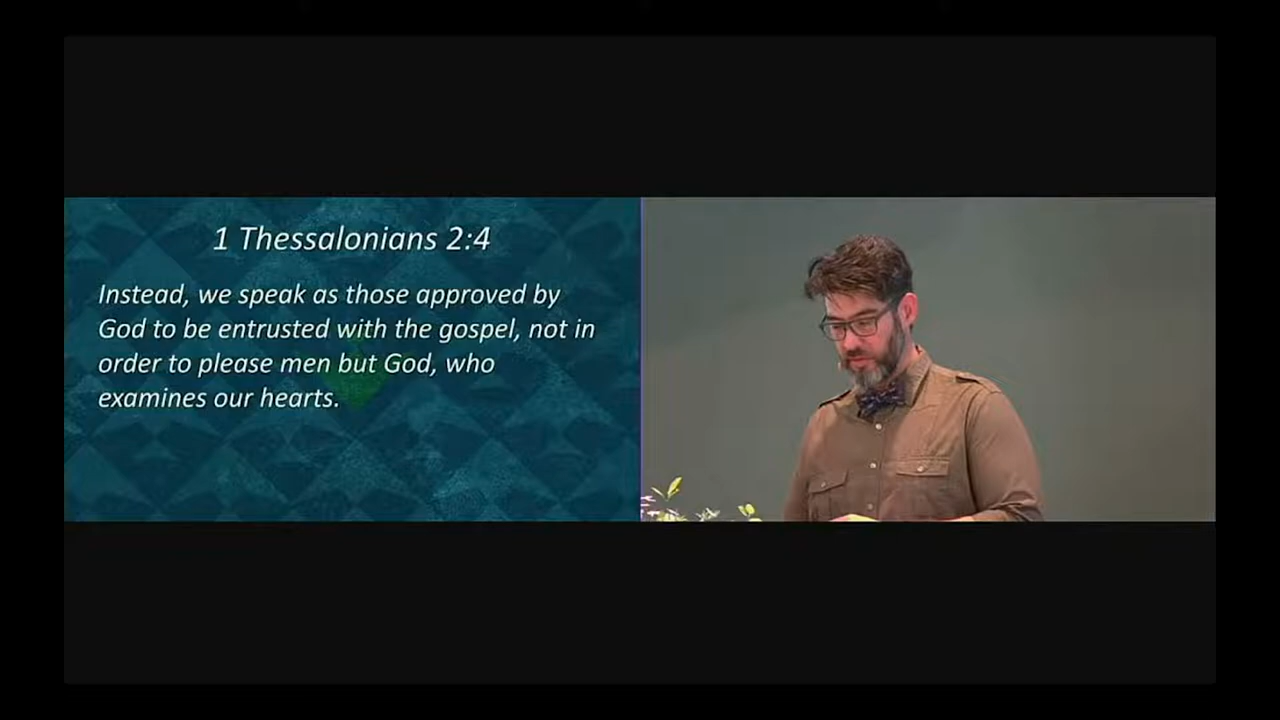 1 Thessalonians 2:4
Instead, we speak as those approved by
God to be entrusted with the gospel, not in
order to please men but God, who
examines our hearts.